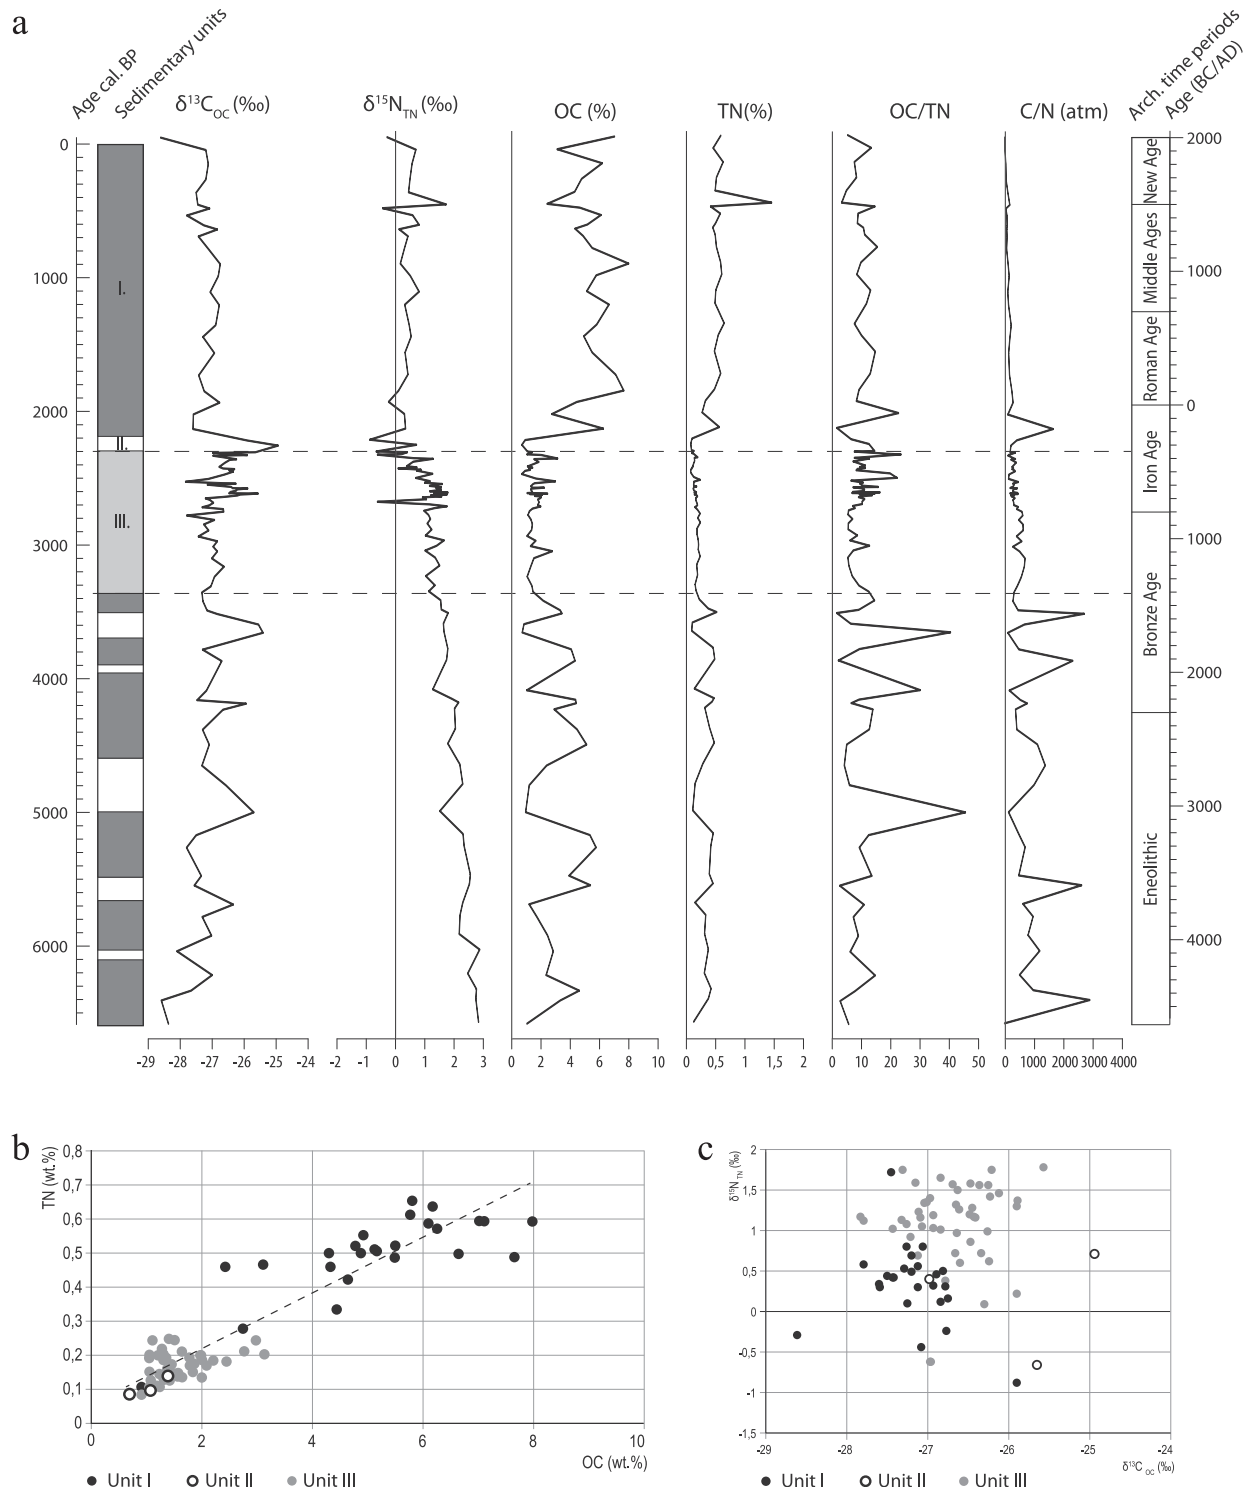 a
Age cal. BP
Sedimentary units
δ¹³C_OC (‰)
δ¹⁵N_TN (‰)
OC (%)
TN(%)
OC/TN
C/N (atm)
Arch. time periods
Age (BC/AD)
0
1000
2000
3000
4000
5000
6000
I.
II.
III.
New Age
Middle Ages
Roman Age
Iron Age
Bronze Age
Eneolithic
2000
1000
0
1000
2000
3000
4000
-29 -28 -27 -26 -25 -24
-2 -1 0 1 2 3
0 2 4 6 8 10
0 0,5 1 1,5 2
0 10 20 30 40 50
0 1000 2000 3000 4000
b
TN (wt.%)
0,8
0,7
0,6
0,5
0,4
0,3
0,2
0,1
0
0 2 4 6 8 10
OC (wt.%)
Unit I Unit II Unit III
c
δ¹⁵N_TN (‰)
2
1,5
1
0,5
0
-0,5
-1
-1,5
-29 -28 -27 -26 -25 -24
δ¹³C_OC (‰)
Unit I Unit II Unit III